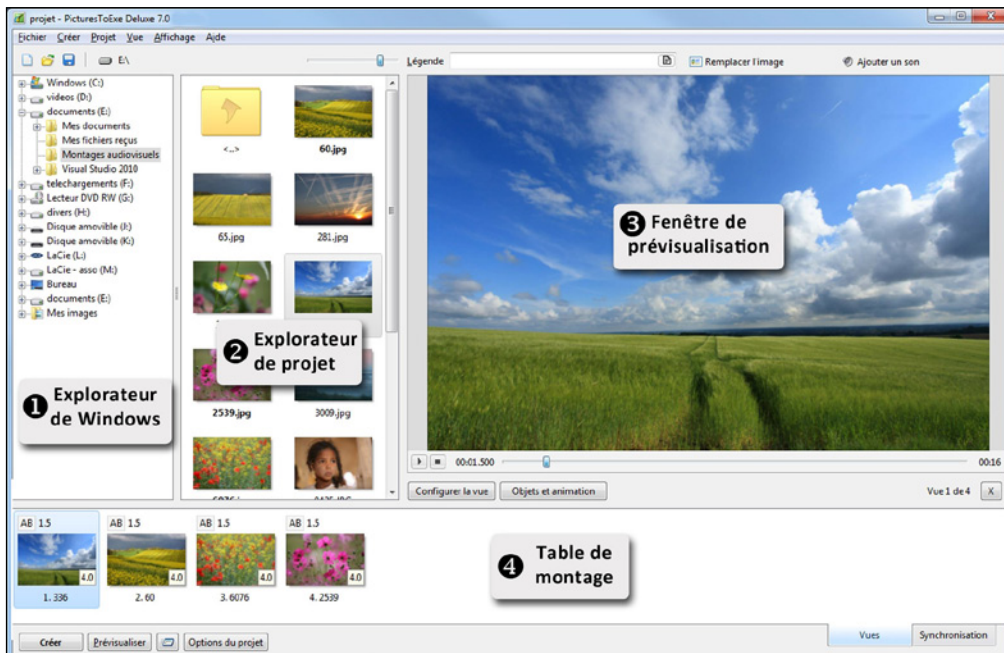 projet - PicturesToExe Deluxe 7.0
Fichier Créer Projet Vue Affichage Aide
E:\
Légende
Remplacer l'image
Ajouter un son
Windows (C:)
videos (D:)
documents (E:)
Mes documents
Mes fichiers reçus
Montages audiovisuels
Visual Studio 2010
telechargements (F:)
Lecteur DVD RW (G:)
divers (H:)
Disque amovible (I:)
Disque amovible (K:)
LaCie (L:)
LaCie - asso (M:)
Bureau
documents (E:)
Mes images
❶ Explorateur
de Windows
<..>
60.jpg
65.jpg
281.jpg
❷ Explorateur
de projet
2539.jpg
3009.jpg
❸ Fenêtre de
prévisualisation
00:01.500
00:16
Configurer la vue
Objets et animation
Vue 1 de 4
X
AB 1.5
AB 1.5
AB 1.5
AB 1.5
4.0
4.0
4.0
4.0
1. 336
2. 60
3. 6076
4. 2539
❹ Table de
montage
Créer
Prévisualiser
Options du projet
Vues
Synchronisation